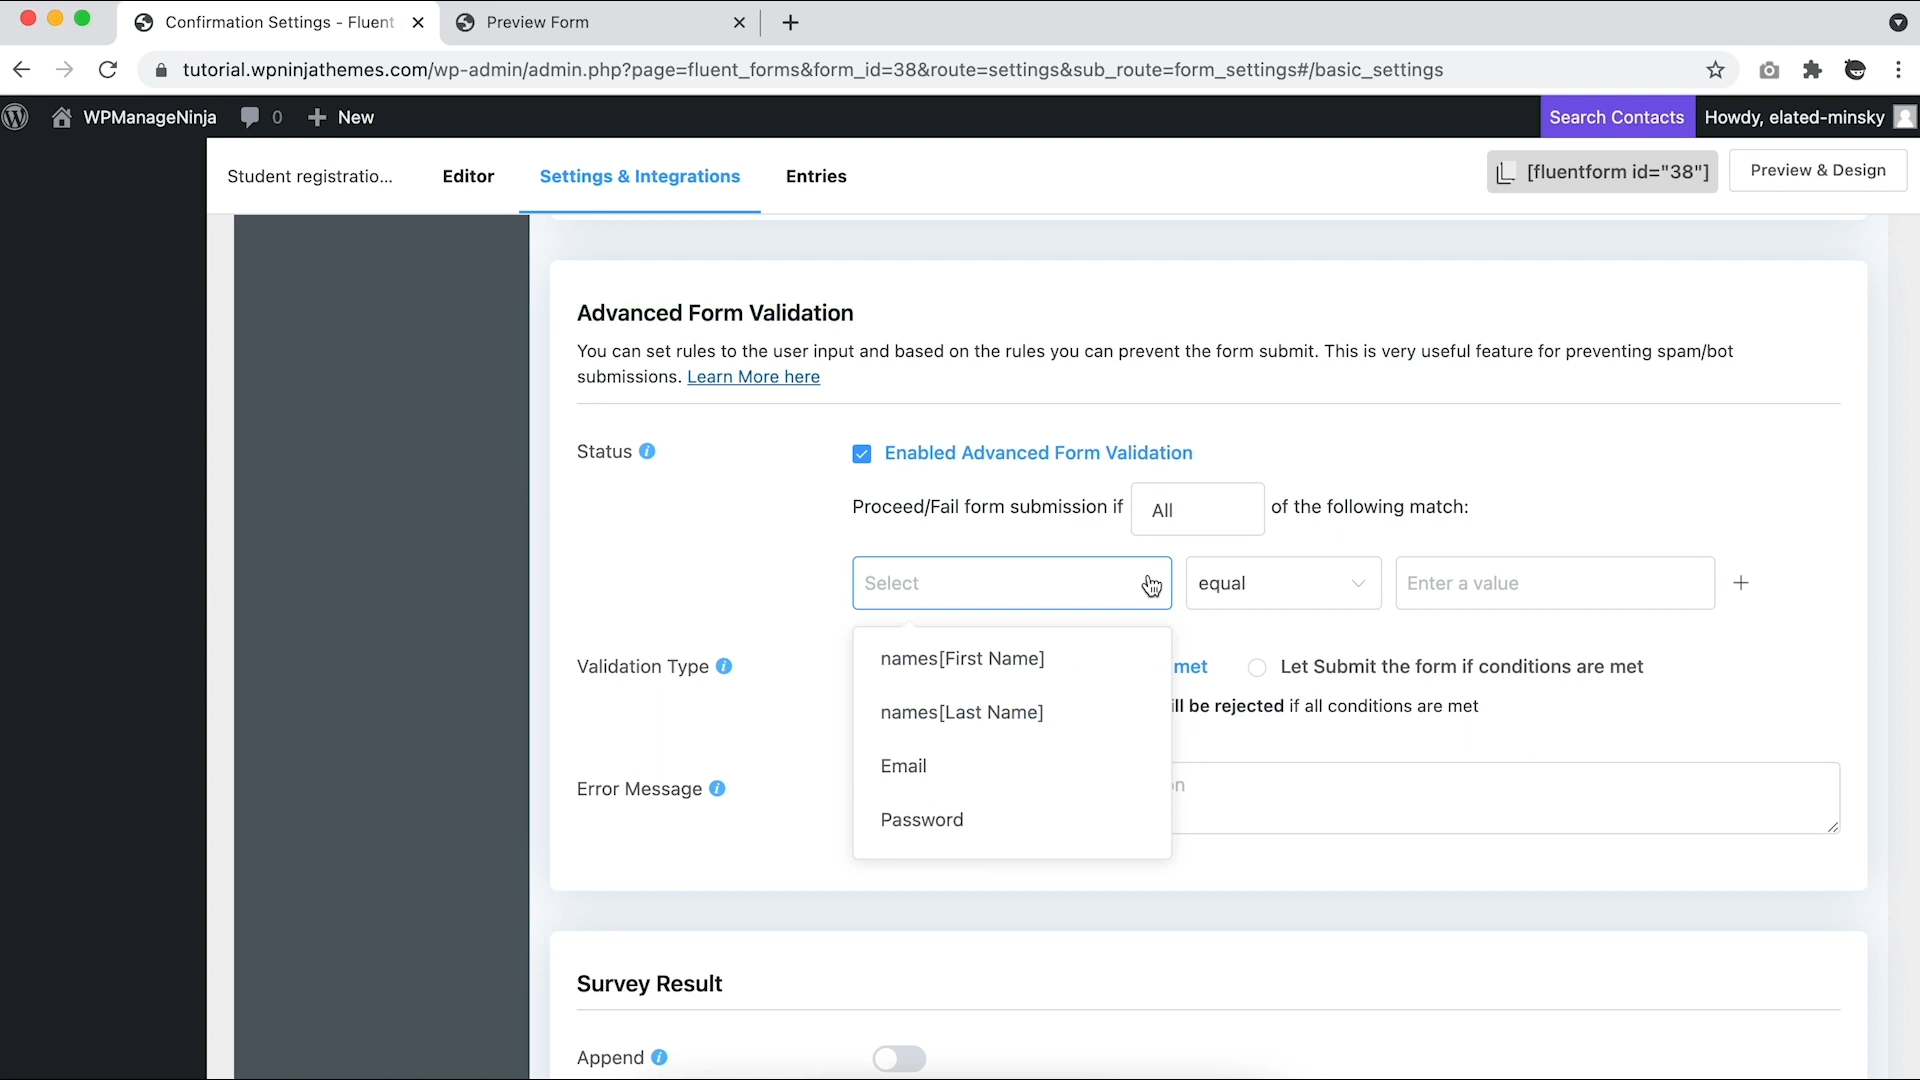 Confirmation Settings - Fluent
Preview Form
tutorial.wpninjathemes.com/wp-admin/admin.php?page=fluent_forms&form_id=38&route=settings&sub_route=form_settings#/basic_settings
WPManageNinja
0
New
Search Contacts
Howdy, elated-minsky
Student registratio...
Editor
Settings & Integrations
Entries
[fluentform id="38"]
Preview & Design
Advanced Form Validation
You can set rules to the user input and based on the rules you can prevent the form submit. This is very useful feature for preventing spam/bot
submissions. Learn More here
Status
Enabled Advanced Form Validation
Proceed/Fail form submission if All of the following match:
Select
equal
Enter a value
names[First Name]
Validation Type
met
Let Submit the form if conditions are met
names[Last Name]
ll be rejected if all conditions are met
Email
Error Message
n
Password
Survey Result
Append